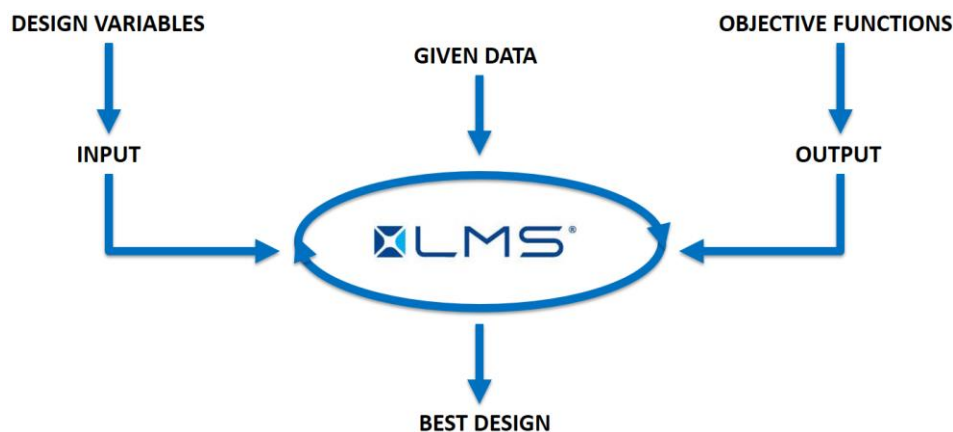 DESIGN VARIABLES
OBJECTIVE FUNCTIONS
GIVEN DATA
INPUT
OUTPUT
LMS®
BEST DESIGN